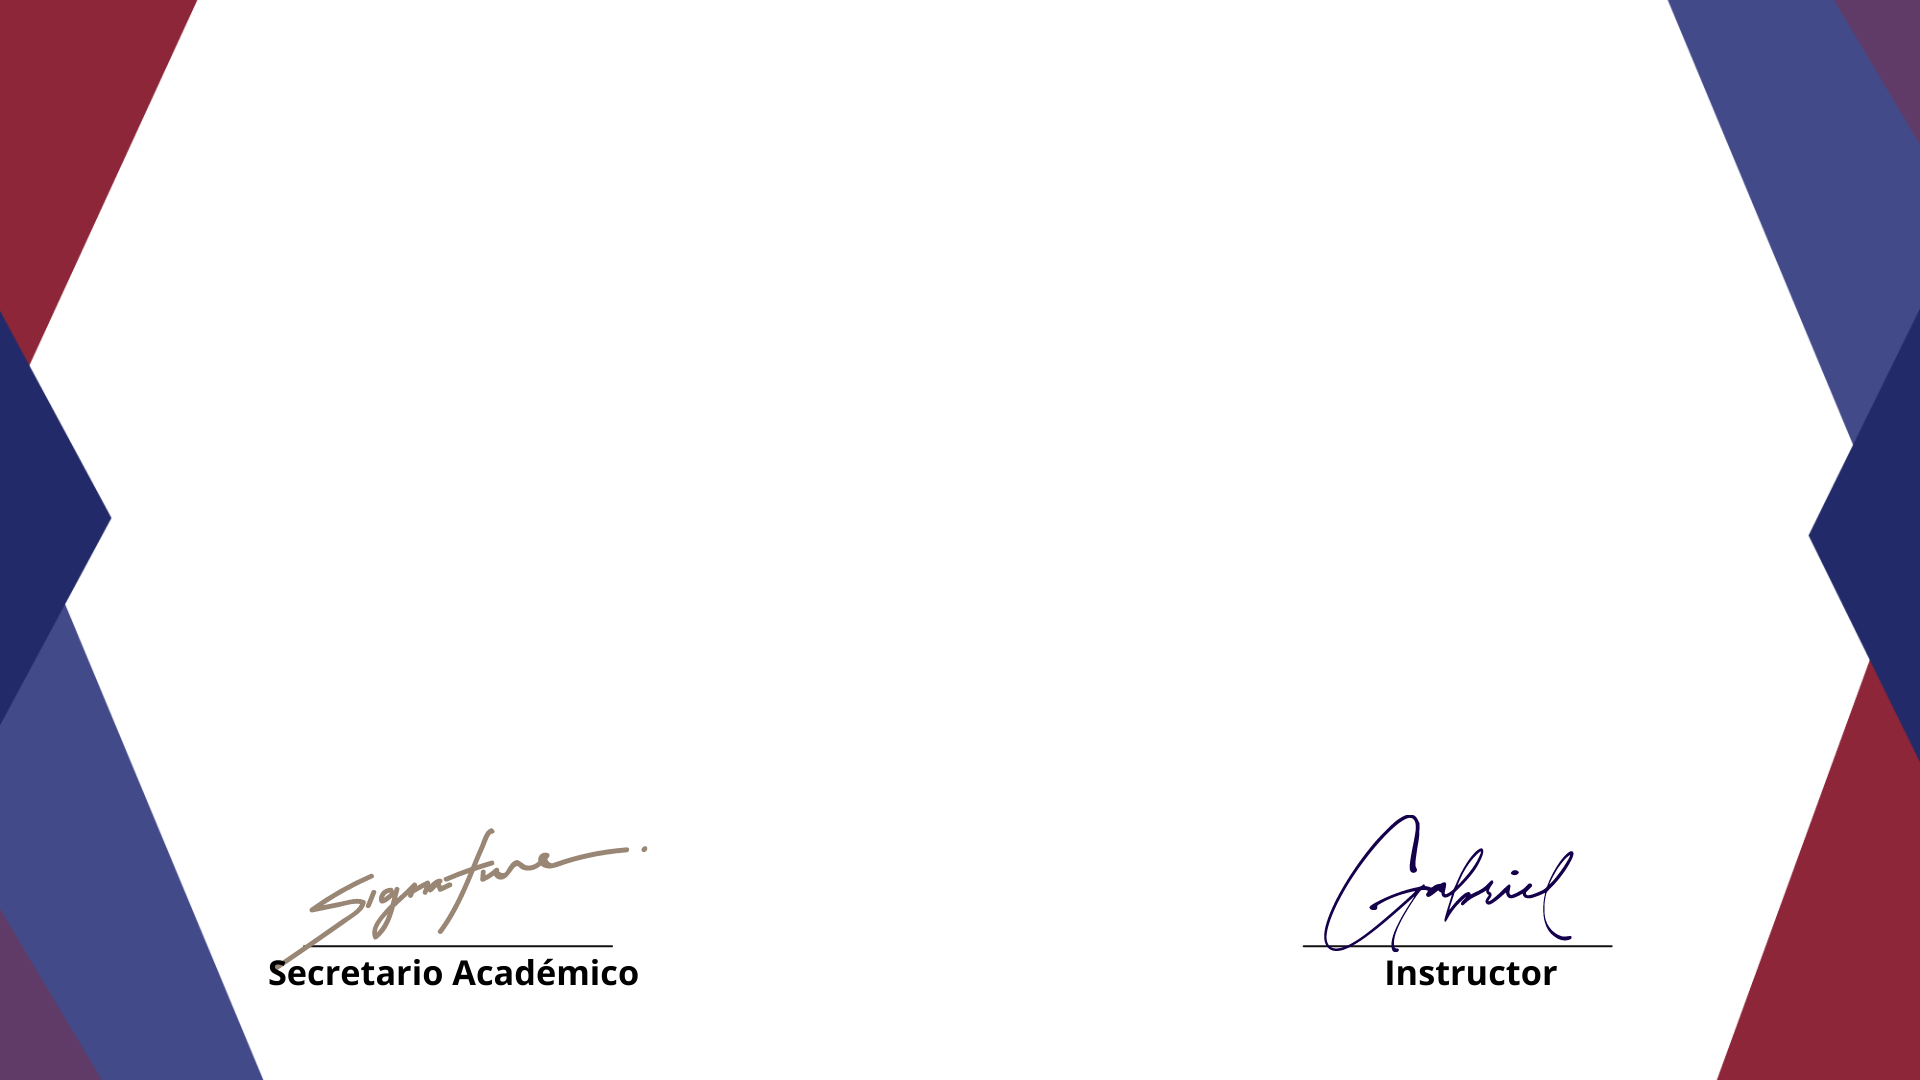 Signature
Gabriel
Secretario Académico
Instructor